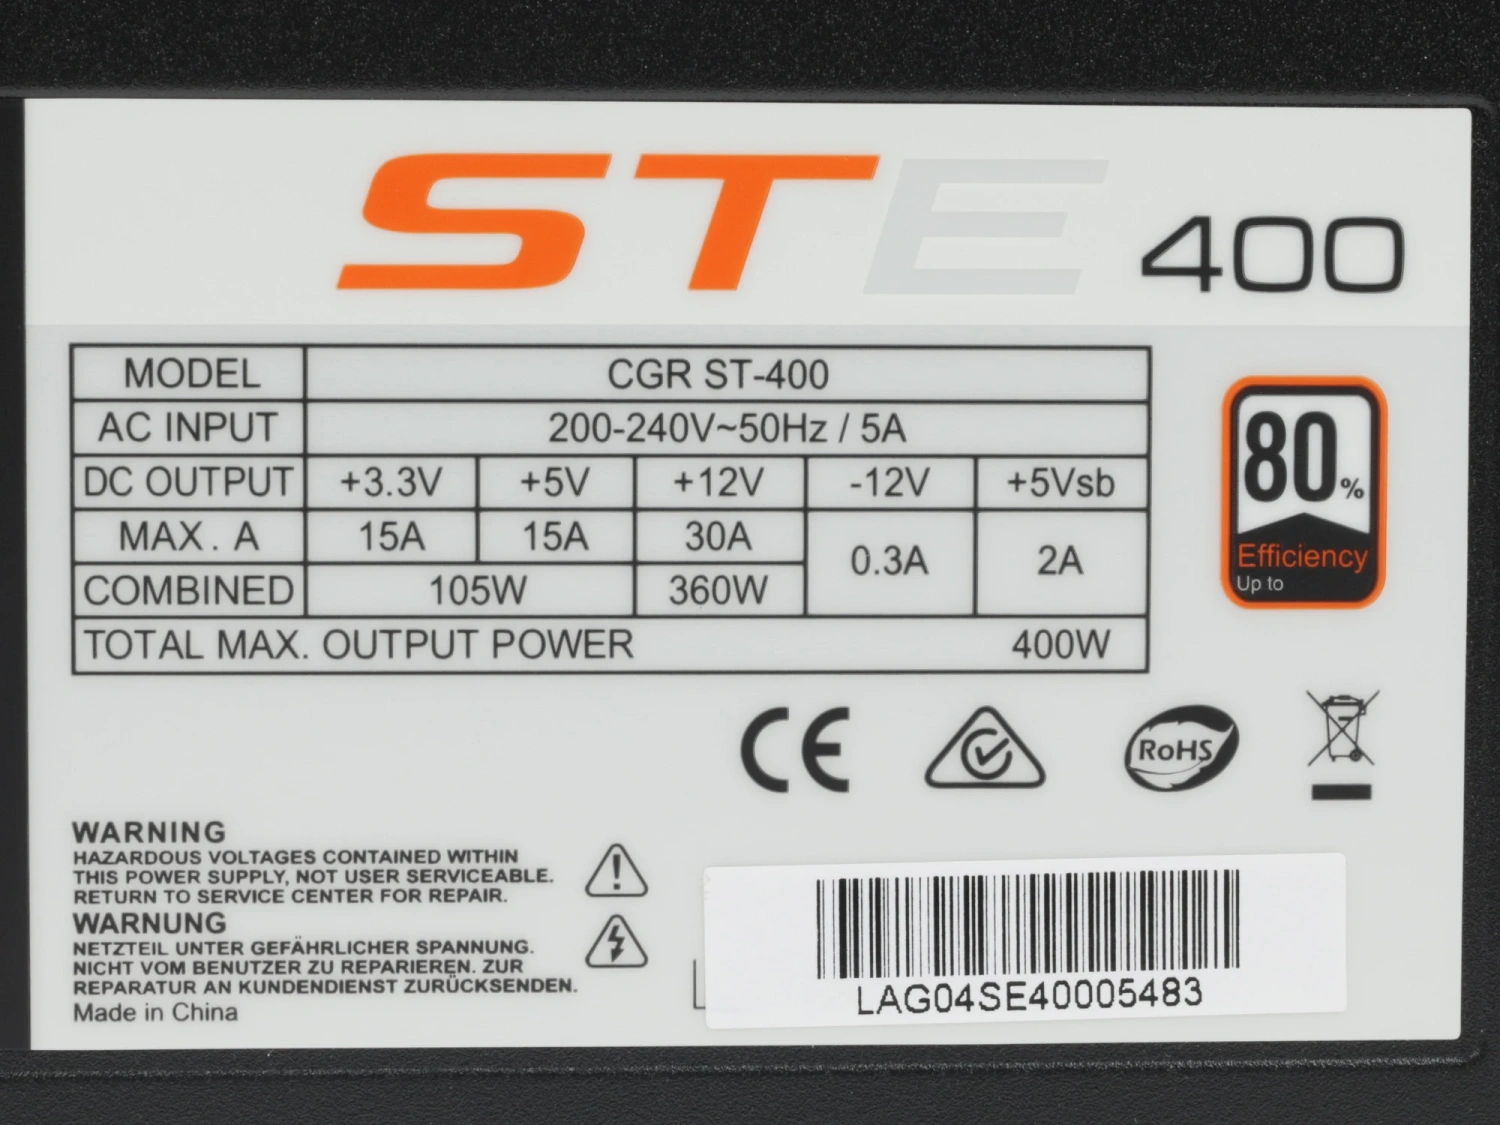 STE 400
MODEL CGR ST-400
AC INPUT 200-240V~50Hz / 5A
DC OUTPUT +3.3V +5V +12V -12V +5Vsb
MAX. A 15A 15A 30A 0.3A 2A
COMBINED 105W 360W
TOTAL MAX. OUTPUT POWER 400W
80%
Efficiency
Up to
CE
RoHS
WARNING
HAZARDOUS VOLTAGES CONTAINED WITHIN
THIS POWER SUPPLY, NOT USER SERVICEABLE.
RETURN TO SERVICE CENTER FOR REPAIR.
WARNUNG
NETZTEIL UNTER GEFÄHRLICHER SPANNUNG.
NICHT VOM BENUTZER ZU REPARIEREN. ZUR
REPARATUR AN KUNDENDIENST ZURÜCKSENDEN.
Made in China
LAG04SE40005483